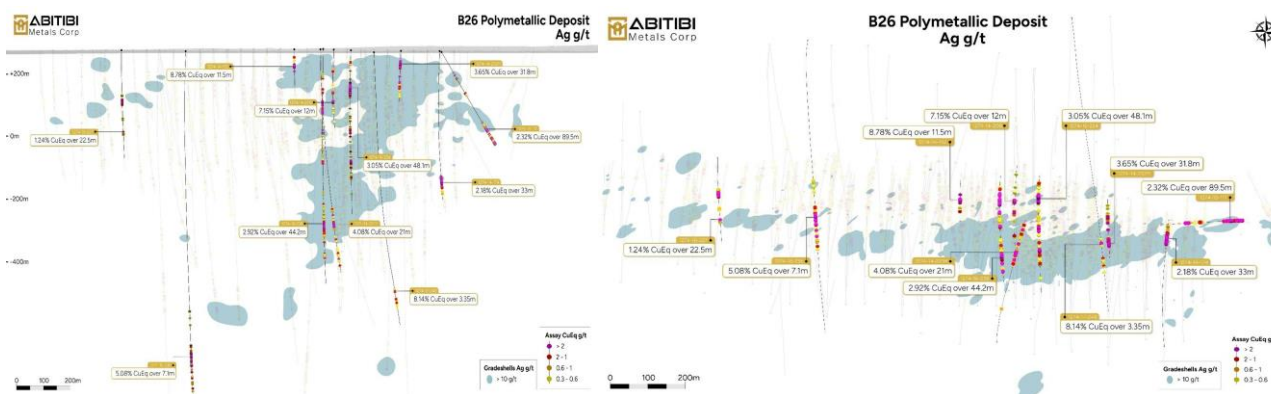 ABITIBI
Metals Corp
B26 Polymetallic Deposit
Ag g/t
+200m
0m
-200m
-400m
8.78% CuEq over 11.5m
3.65% CuEq over 31.8m
7.15% CuEq over 12m
1.24% CuEq over 22.5m
2.32% CuEq over 89.5m
3.05% CuEq over 48.1m
2.18% CuEq over 33m
2.92% CuEq over 44.2m
4.08% CuEq over 21m
8.14% CuEq over 3.35m
5.08% CuEq over 7.1m
0 100 200m
Gradeshells Ag g/t
> 10 g/t
Assay CuEq g/t
> 2
2 - 1
0.6 - 1
0.3 - 0.6
ABITIBI
Metals Corp
B26 Polymetallic Deposit
Ag g/t
7.15% CuEq over 12m
3.05% CuEq over 48.1m
8.78% CuEq over 11.5m
3.65% CuEq over 31.8m
2.32% CuEq over 89.5m
1.24% CuEq over 22.5m
5.08% CuEq over 7.1m
4.08% CuEq over 21m
2.18% CuEq over 33m
2.92% CuEq over 44.2m
8.14% CuEq over 3.35m
0 100 200m
Gradeshells Ag g/t
> 10 g/t
Assay CuEq g
> 2
2 - 1
0.6 - 1
0.3 - 0.6